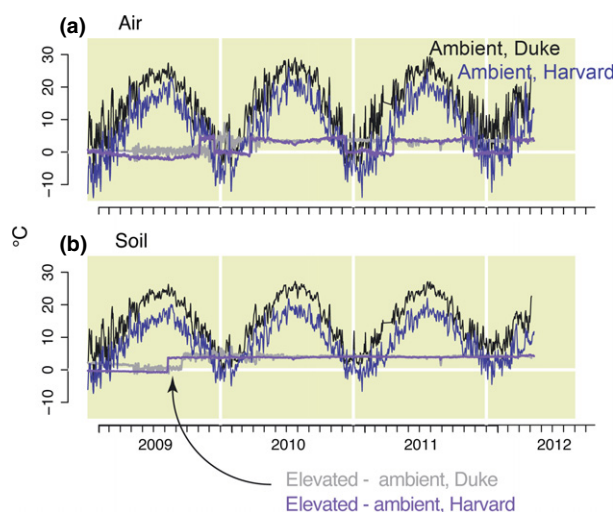 (a) Air
Ambient, Duke
Ambient, Harvard
30
20
10
0
−10
°C
(b) Soil
30
20
10
0
−10
2009 2010 2011 2012
Elevated - ambient, Duke
Elevated - ambient, Harvard